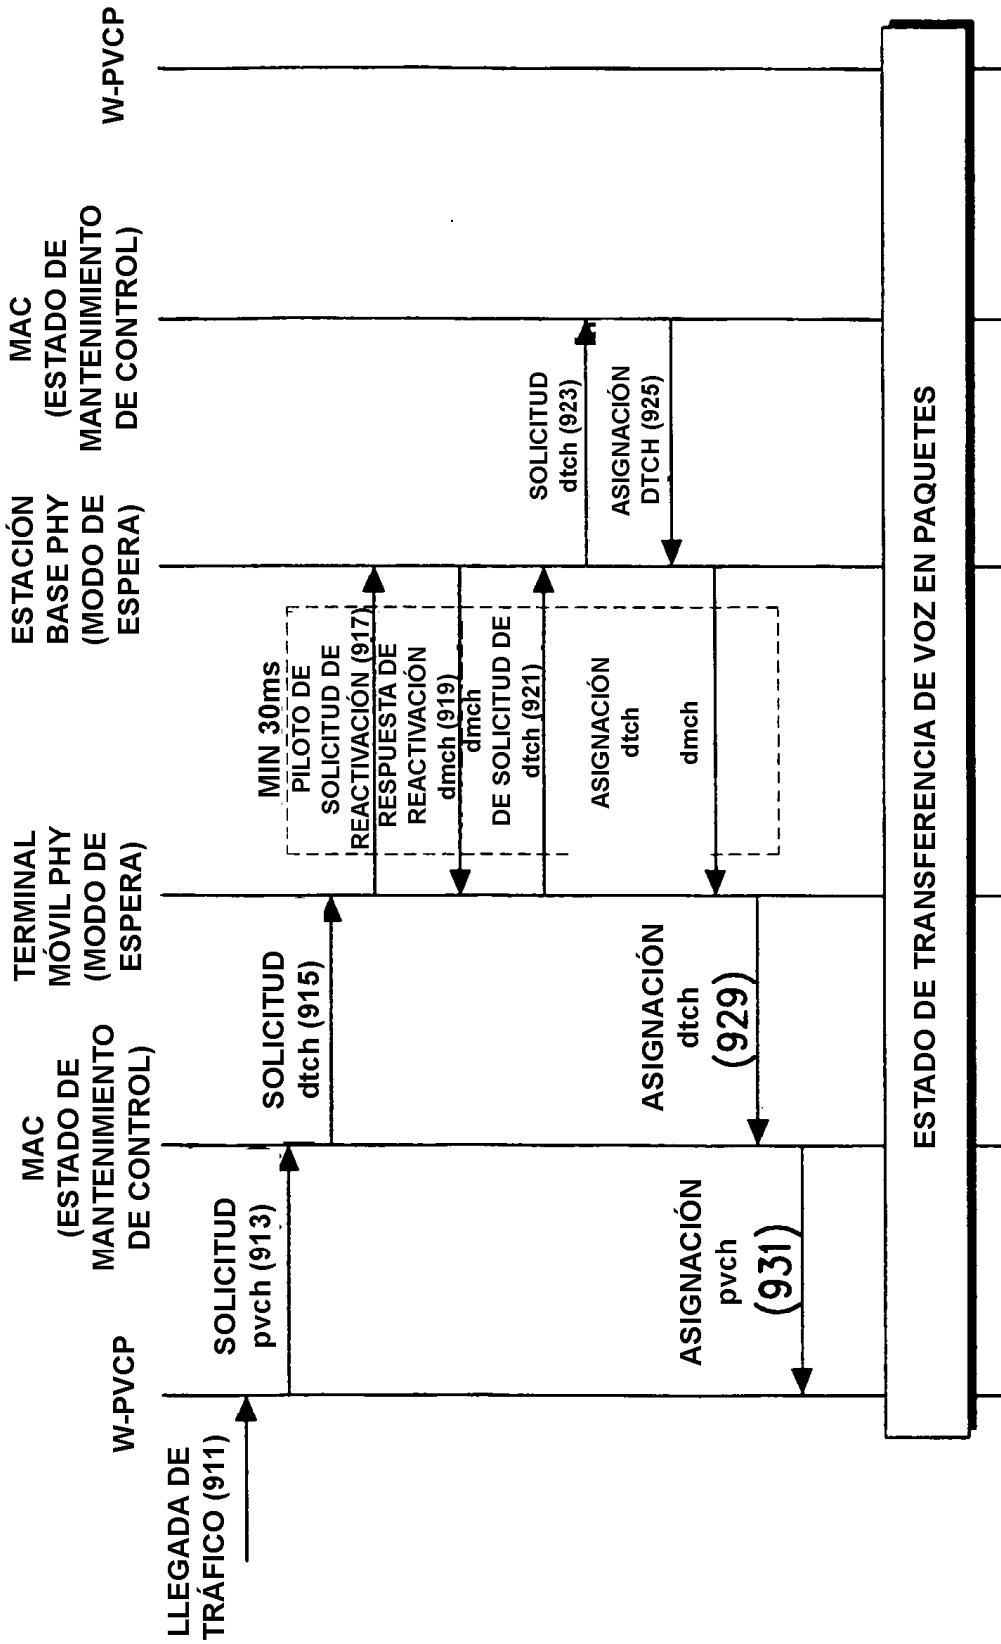 W-PVCP
MAC
(ESTADO DE
MANTENIMIENTO
DE CONTROL)
TERMINAL
MÓVIL PHY
(MODO DE
ESPERA)
ESTACIÓN
BASE PHY
(MODO DE
ESPERA)
MAC
(ESTADO DE
MANTENIMIENTO
DE CONTROL)
W-PVCP
LLEGADA DE
TRÁFICO (911)
SOLICITUD
pvch (913)
SOLICITUD
dtch (915)
MIN 30ms
PILOTO DE
SOLICITUD DE
REACTIVACIÓN (917)
RESPUESTA DE
REACTIVACIÓN
dmch (919)
dmch
DE SOLICITUD DE
dtch (921)
SOLICITUD
dtch (923)
ASIGNACIÓN
DTCH (925)
ASIGNACIÓN
dtch
dmch
ASIGNACIÓN
dtch
(929)
ASIGNACIÓN
pvch
(931)
ESTADO DE TRANSFERENCIA DE VOZ EN PAQUETES